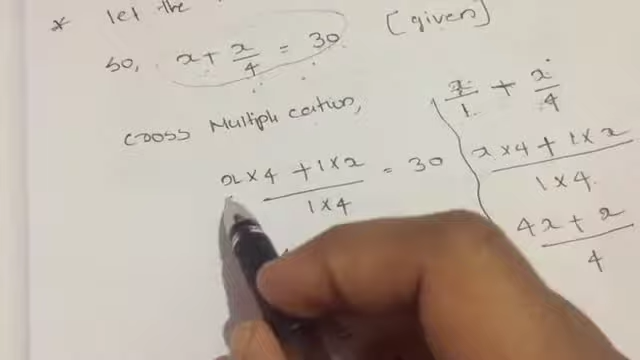 * let the
So, x + x/4 = 30 [given]
cross Multiplication,
x × 4 + 1 × x / 1 × 4 = 30
x/1 + x/4
x × 4 + 1 × x / 1 × 4
4x + x / 4